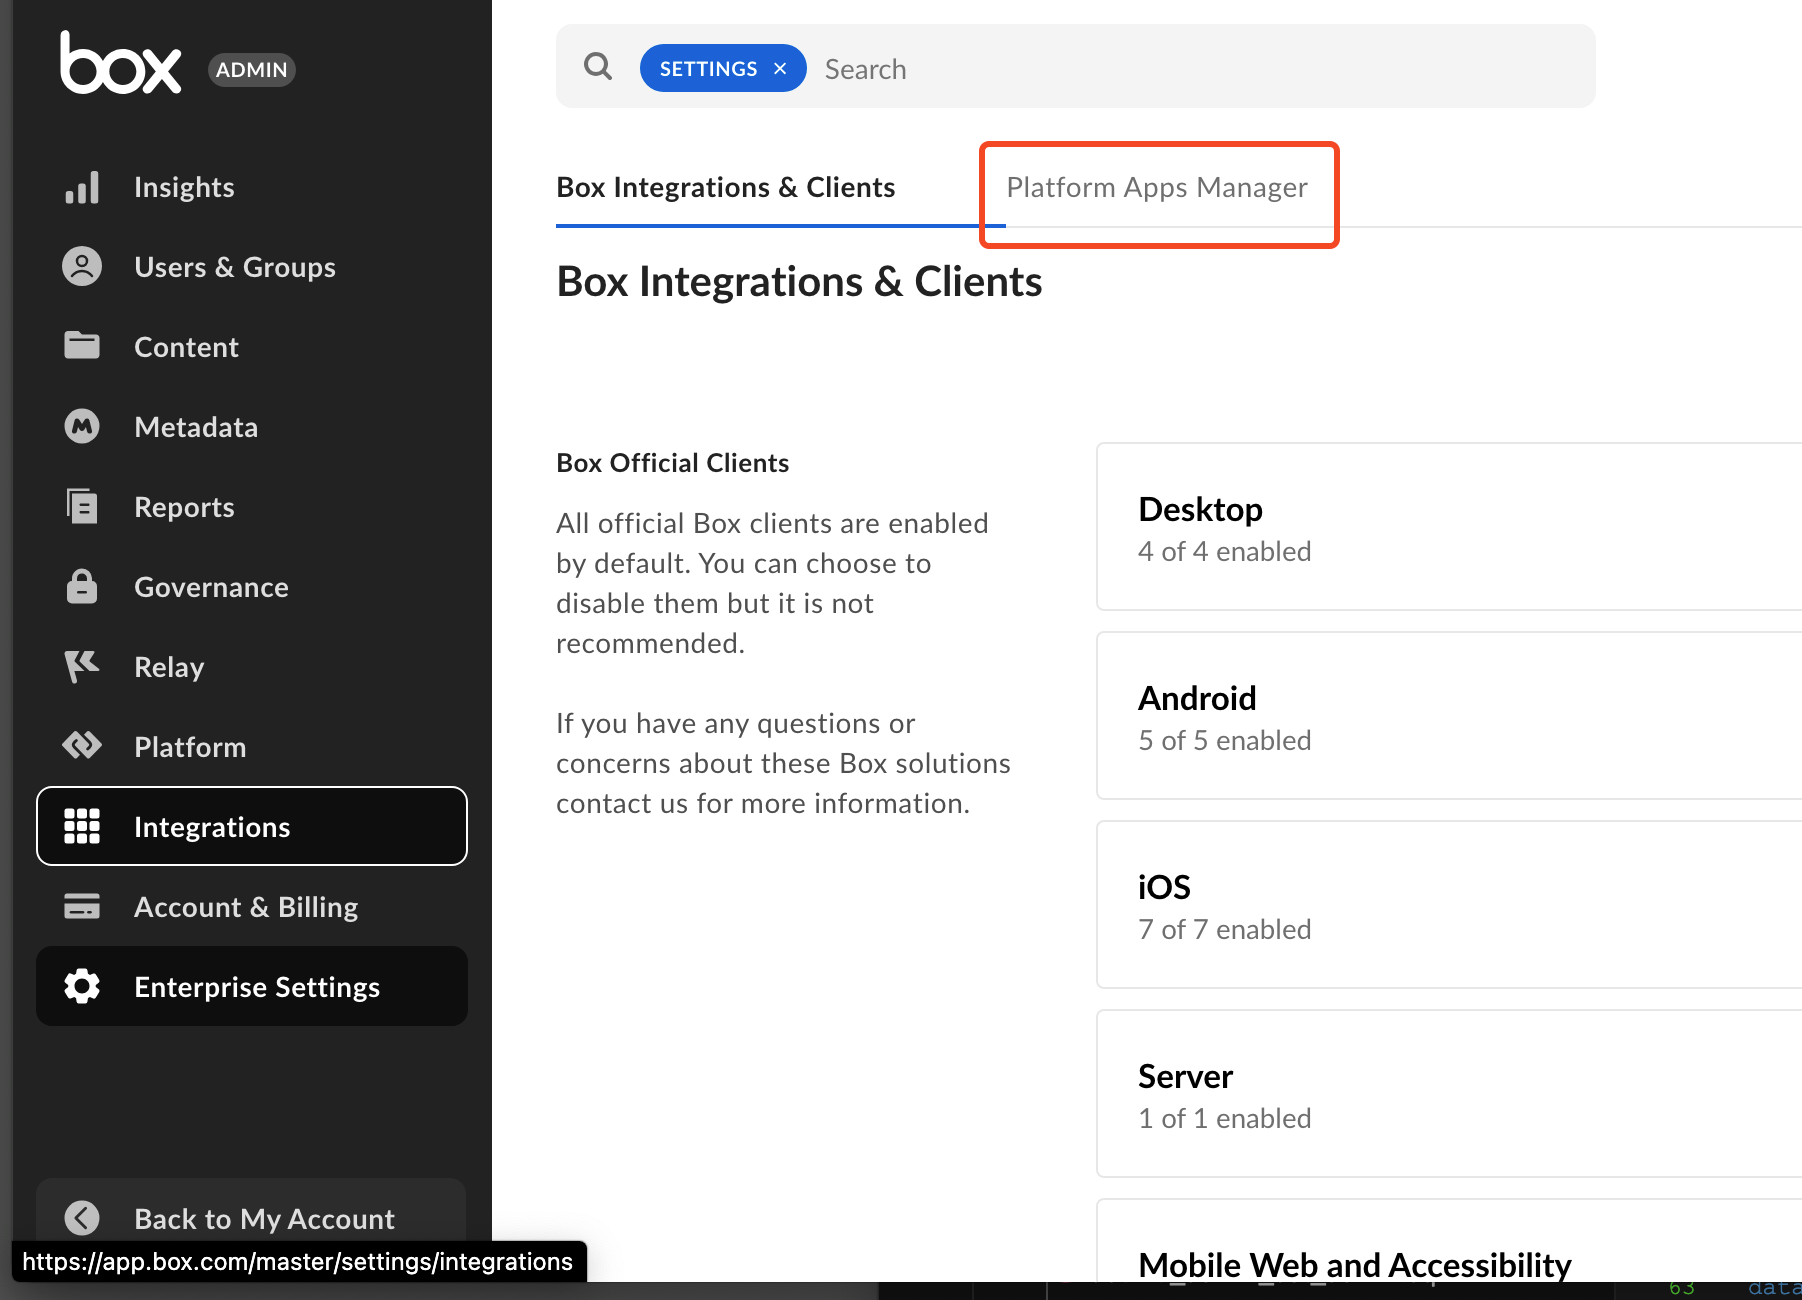 box ADMIN
Insights
Users & Groups
Content
Metadata
Reports
Governance
Relay
Platform
Integrations
Account & Billing
Enterprise Settings
Back to My Account
https://app.box.com/master/settings/integrations
SETTINGS × Search
Box Integrations & Clients
Platform Apps Manager
Box Integrations & Clients
Box Official Clients
All official Box clients are enabled
by default. You can choose to
disable them but it is not
recommended.
If you have any questions or
concerns about these Box solutions
contact us for more information.
Desktop
4 of 4 enabled
Android
5 of 5 enabled
iOS
7 of 7 enabled
Server
1 of 1 enabled
Mobile Web and Accessibility
63 data